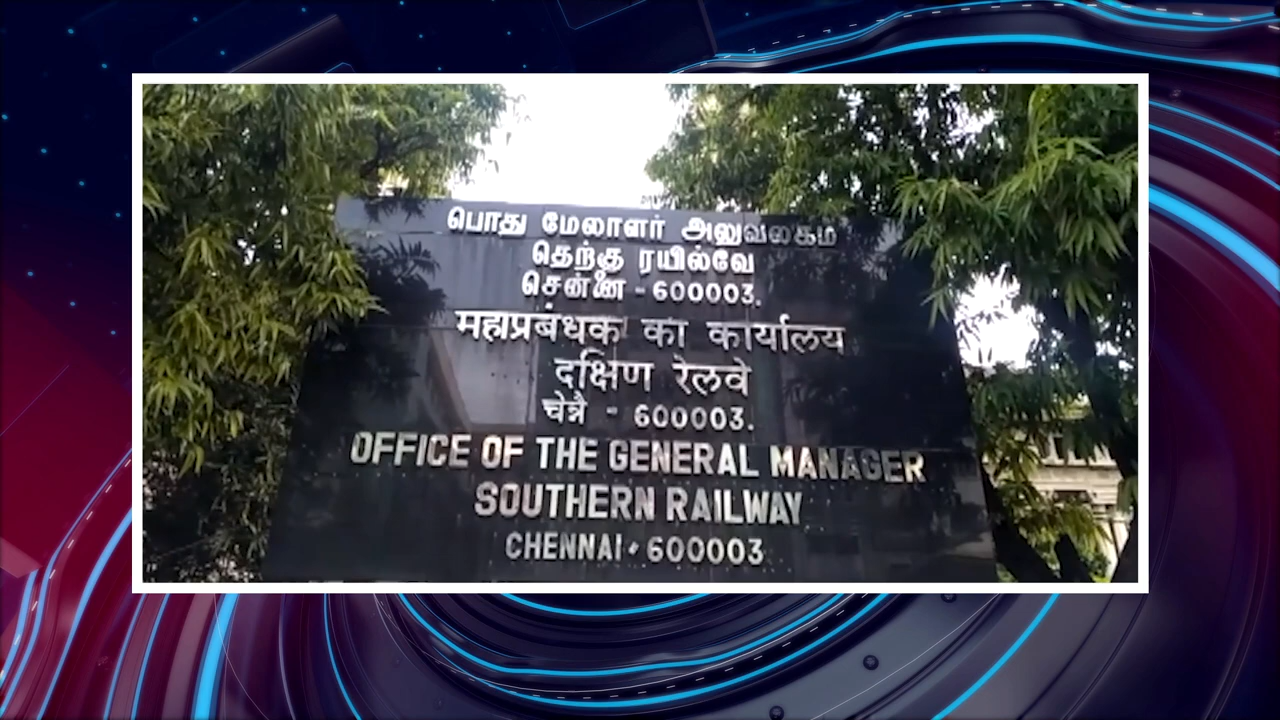 பொது மேலாளர் அலுவலகம்
தெற்கு ரயில்வே
சென்னை - 600003.
महाप्रबंधक का कार्यालय
दक्षिण रेलवे
चेन्नै - 600003.
OFFICE OF THE GENERAL MANAGER
SOUTHERN RAILWAY
CHENNAI - 600003